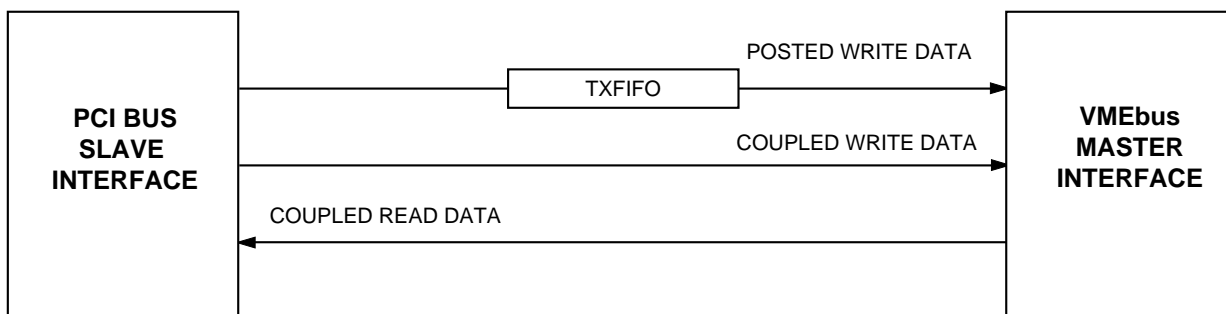 POSTED WRITE DATA
TXFIFO
PCI BUS
SLAVE
INTERFACE
COUPLED WRITE DATA
VMEbus
MASTER
INTERFACE
COUPLED READ DATA